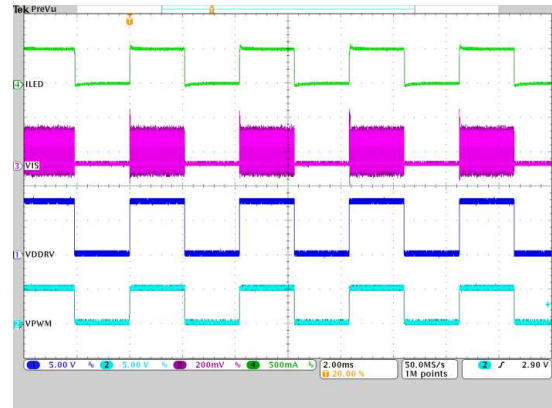 Tek PreVu
T
4 ILED
3 VIS
1 VDDRV
2 VPWM
1 5.00 V 2 5.00 V 3 200mV 4 500mA
2.00ms
T 20.00 %
50.0MS/s
1M points
2 2.90 V